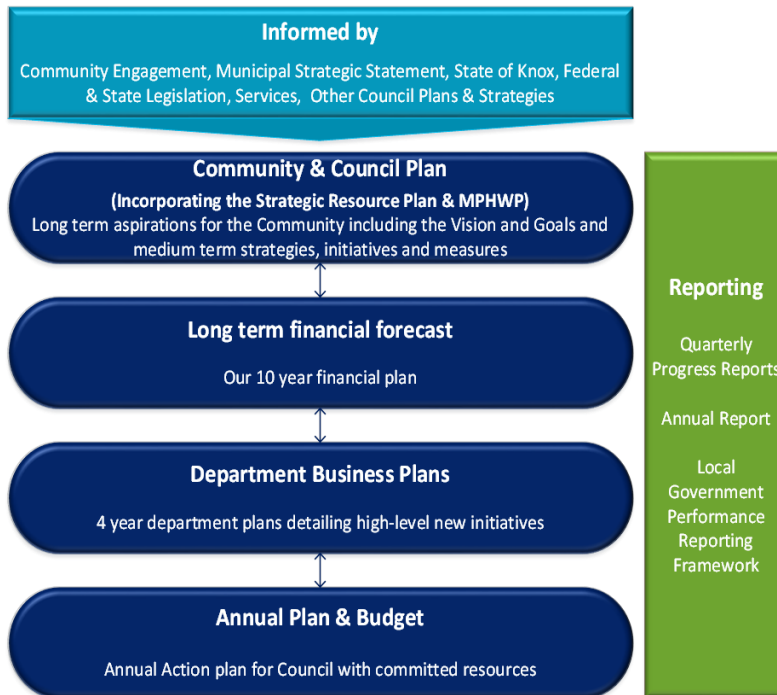 Informed by
Community Engagement, Municipal Strategic Statement, State of Knox, Federal
& State Legislation, Services, Other Council Plans & Strategies
Community & Council Plan
(Incorporating the Strategic Resource Plan & MPHWP)
Long term aspirations for the Community including the Vision and Goals and
medium term strategies, initiatives and measures
Long term financial forecast
Our 10 year financial plan
Department Business Plans
4 year department plans detailing high-level new initiatives
Annual Plan & Budget
Annual Action plan for Council with committed resources
Reporting
Quarterly
Progress Reports
Annual Report
Local
Government
Performance
Reporting
Framework